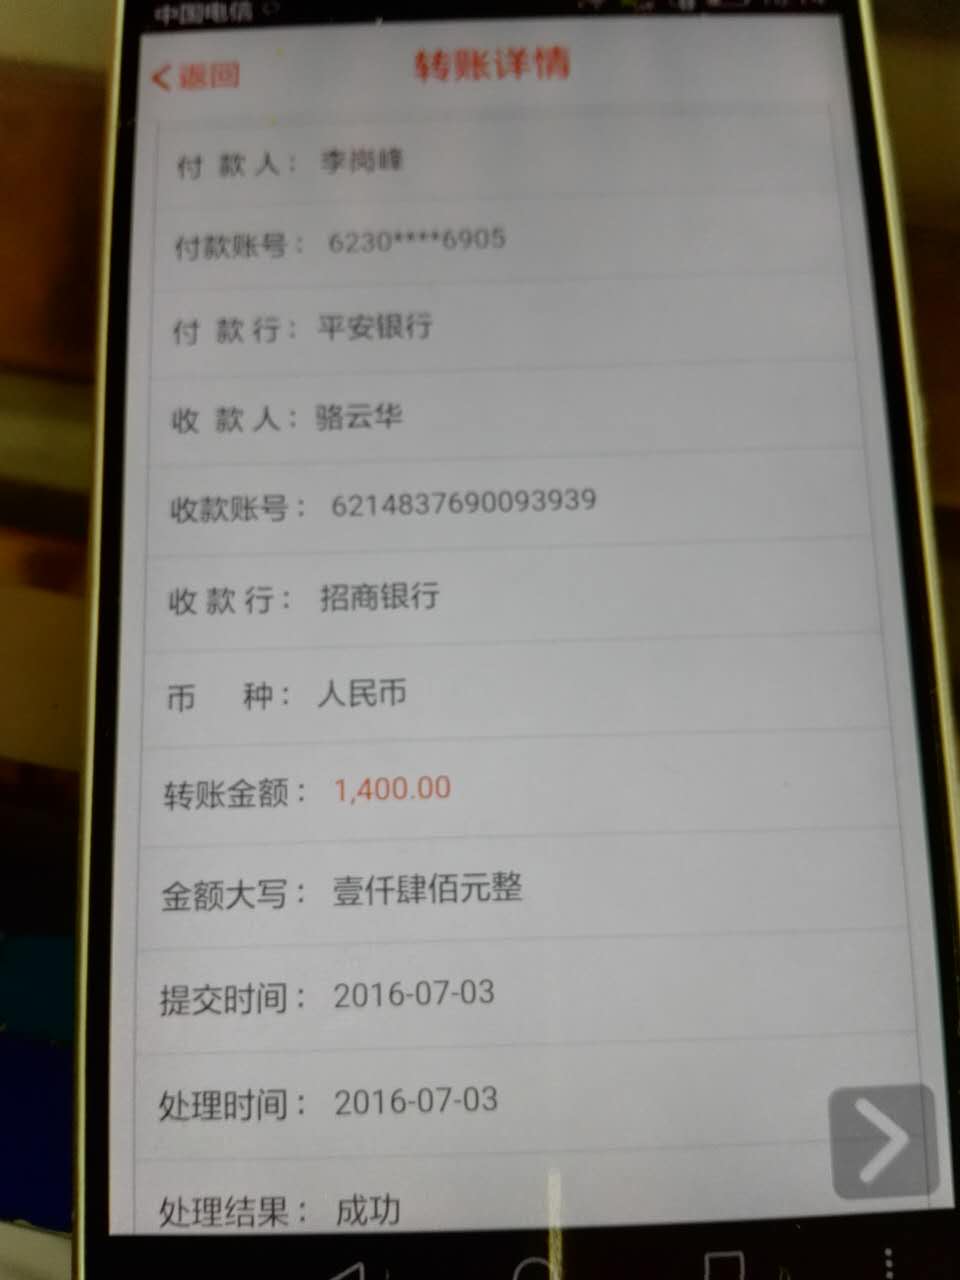 中国电信
返回
转账详情
付 款 人： 李岗峰
付款账号： 6230****6905
付 款 行： 平安银行
收 款 人： 骆云华
收款账号： 6214837690093939
收 款 行： 招商银行
币 种： 人民币
转账金额： 1,400.00
金额大写： 壹仟肆佰元整
提交时间： 2016-07-03
处理时间： 2016-07-03
处理结果： 成功